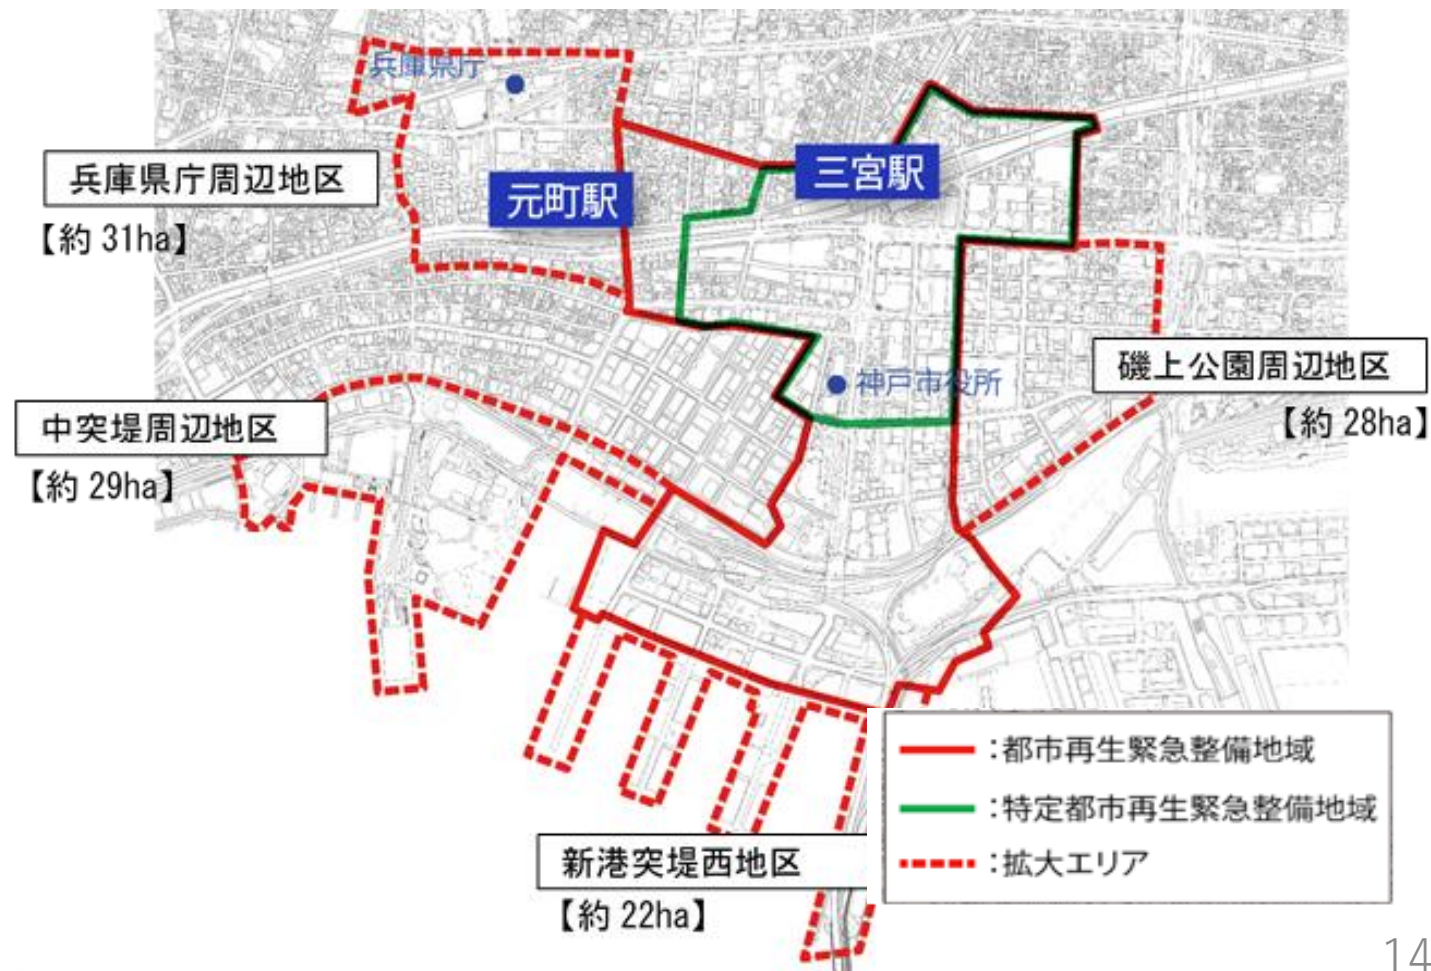 兵庫県庁
兵庫県庁周辺地区
【約 31ha】
元町駅
三宮駅
神戸市役所
磯上公園周辺地区
【約 28ha】
中突堤周辺地区
【約 29ha】
新港突堤西地区
【約 22ha】
:都市再生緊急整備地域
:特定都市再生緊急整備地域
:拡大エリア
14